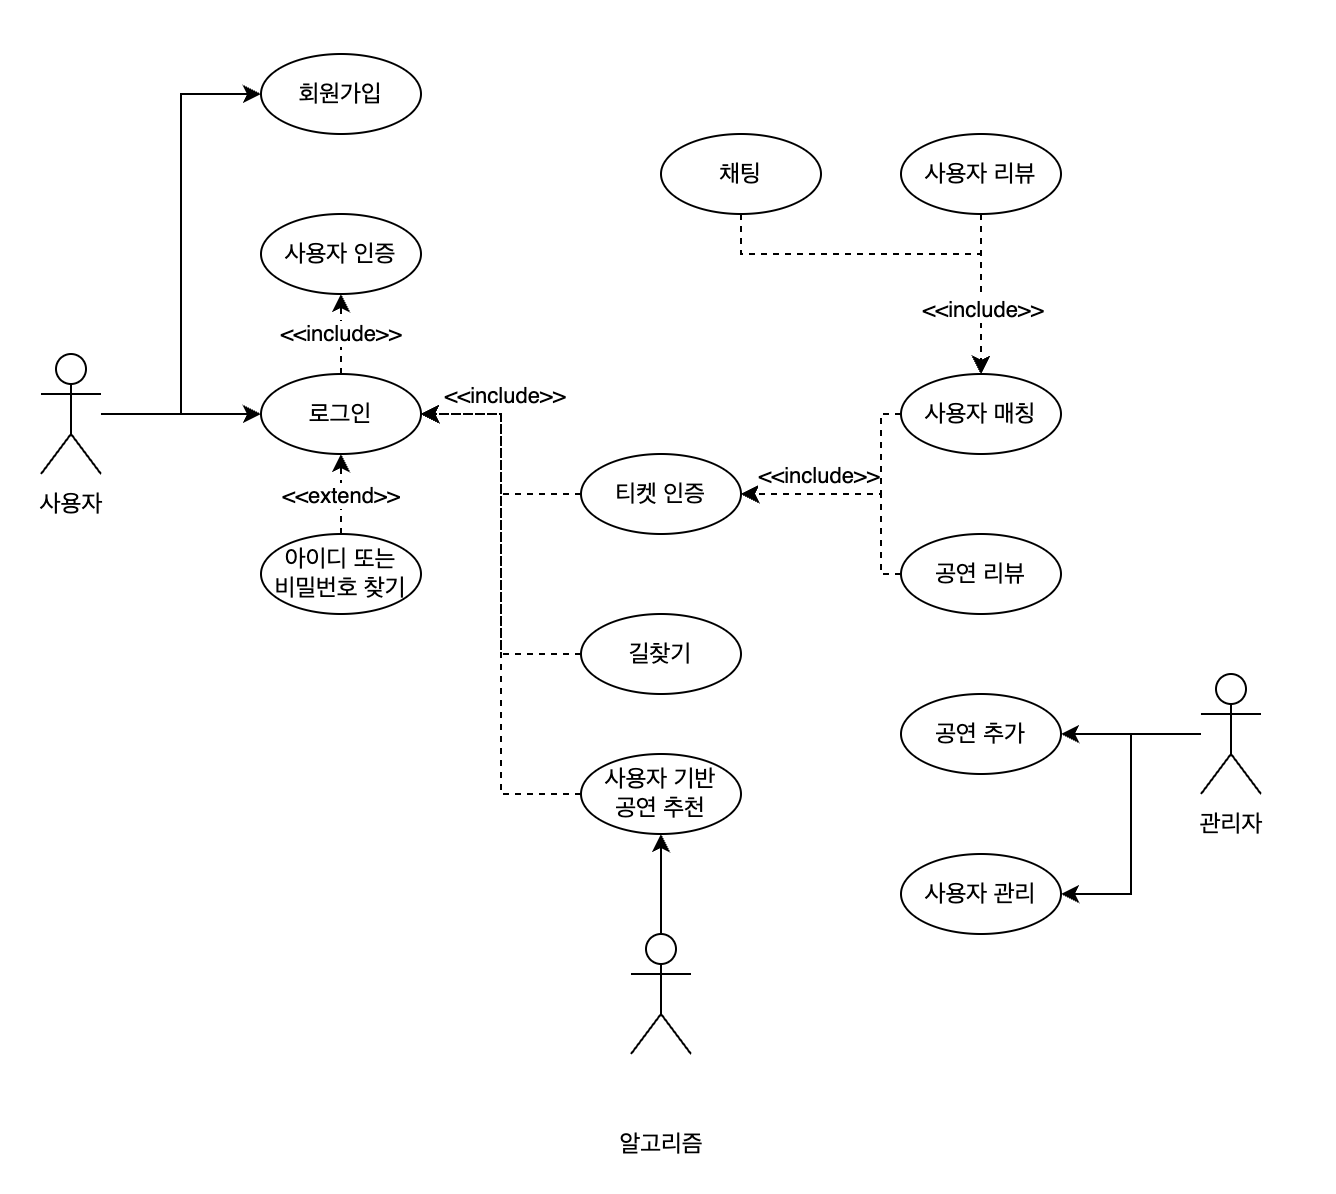 회원가입
채팅
사용자 리뷰
사용자 인증
<<include>>
<<include>>
<<include>>
로그인
사용자 매칭
<<include>>
티켓 인증
<<extend>>
사용자
아이디 또는
비밀번호 찾기
공연 리뷰
길찾기
공연 추가
사용자 기반
공연 추천
관리자
사용자 관리
알고리즘